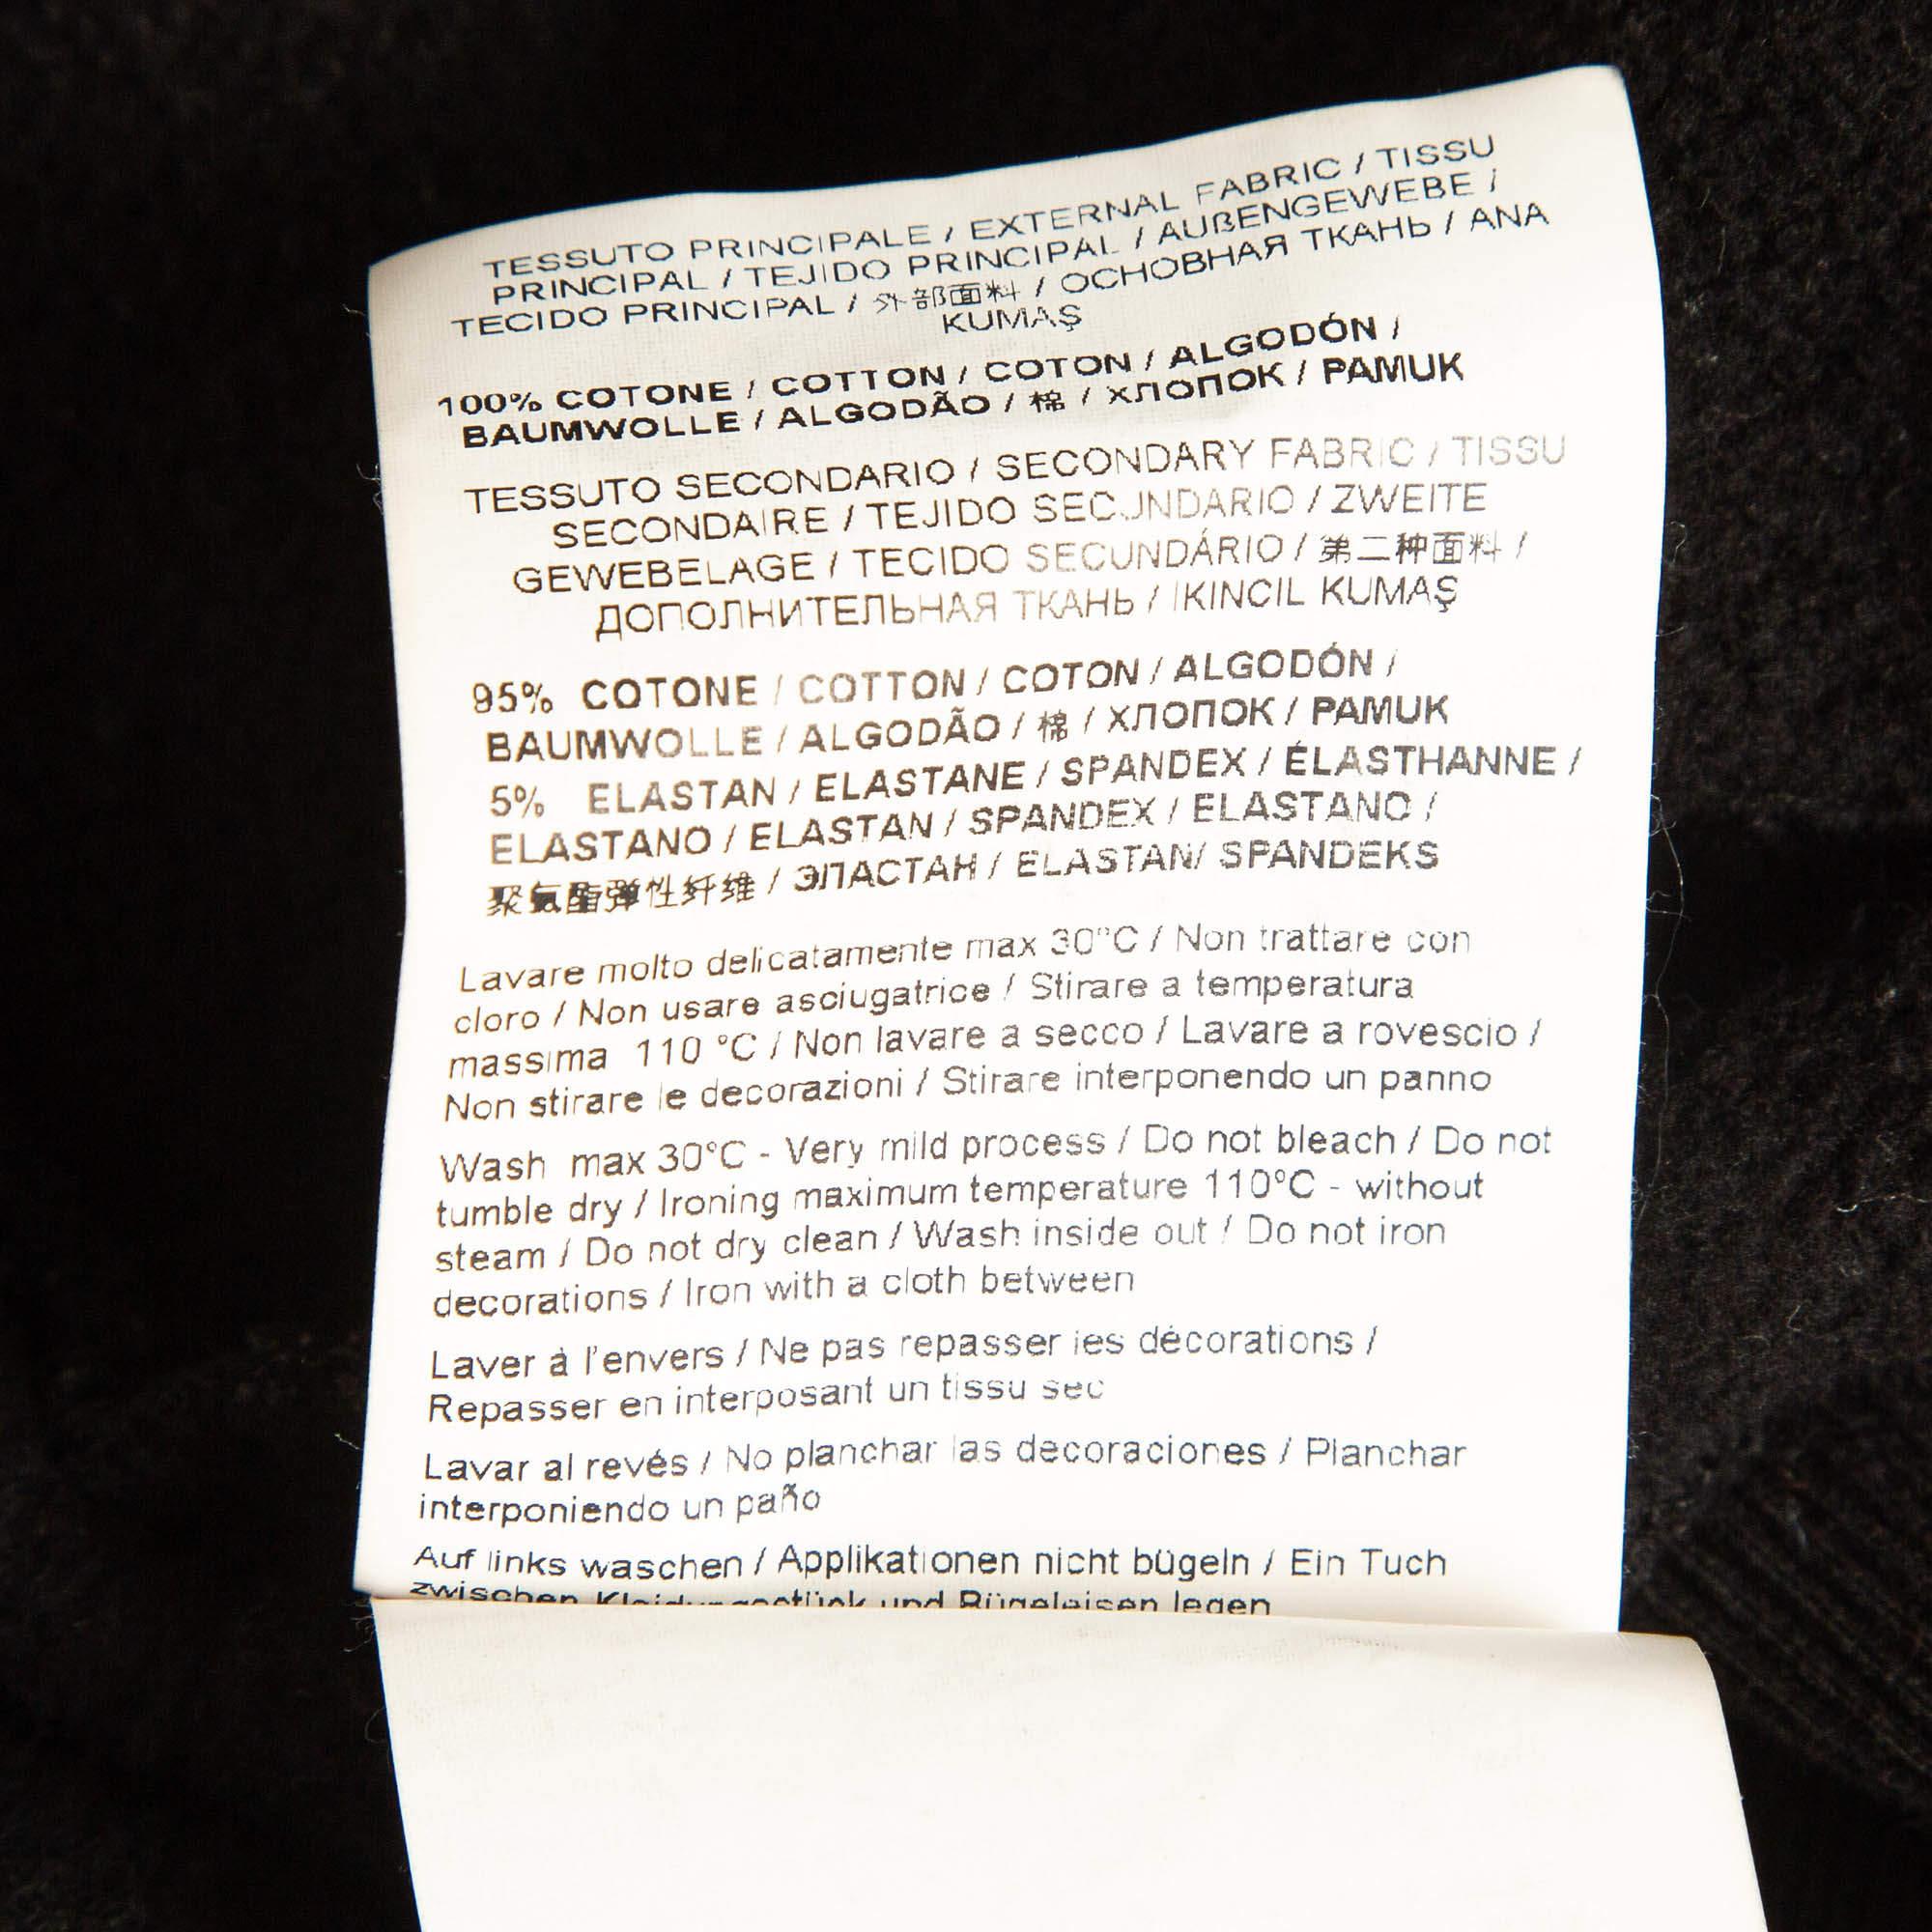 TESSUTO PRINCIPALE / EXTERNAL FABRIC / TISSU
PRINCIPAL / TEJIDO PRINCIPAL / AUßENGEWEBE /
TECIDO PRINCIPAL / 外部面料 / ОСНОВНАЯ ТКАНЬ / ANA
KUMAŞ
100% COTONE / COTTON / COTON / ALGODÓN /
BAUMWOLLE / ALGODÃO / 棉 / ХЛОПОК / PAMUK
TESSUTO SECONDARIO / SECONDARY FABRIC / TISSU
SECONDAIRE / TEJIDO SECUNDARIO / ZWEITE
GEWEBELAGE / TECIDO SECUNDÁRIO / 第二种面料 /
ДОПОЛНИТЕЛЬНАЯ ТКАНЬ / IKINCIL KUMAŞ
95% COTONE / COTTON / COTON / ALGODÓN /
BAUMWOLLE / ALGODÃO / 棉 / ХЛОПОК / PAMUK
5% ELASTAN / ELASTANE / SPANDEX / ÉLASTHANNE /
ELASTANO / ELASTAN / SPANDEX / ELASTANO /
聚氨酯弹性纤维 / ЭЛАСТАН / ELASTAN/ SPANDEKS
Lavare molto delicatamente max 30°C / Non trattare con
cloro / Non usare asciugatrice / Stirare a temperatura
massima 110 °C / Non lavare a secco / Lavare a rovescio /
Non stirare le decorazioni / Stirare interponendo un panno
Wash max 30°C - Very mild process / Do not bleach / Do not
tumble dry / Ironing maximum temperature 110°C - without
steam / Do not dry clean / Wash inside out / Do not iron
decorations / Iron with a cloth between
Laver à l'envers / Ne pas repasser les décorations /
Repasser en interposant un tissu sec
Lavar al revés / No planchar las decoraciones / Planchar
interponiendo un paño
Auf links waschen / Applikationen nicht bügeln / Ein Tuch
zwischen Kleidungsstück und Bügeleisen legen